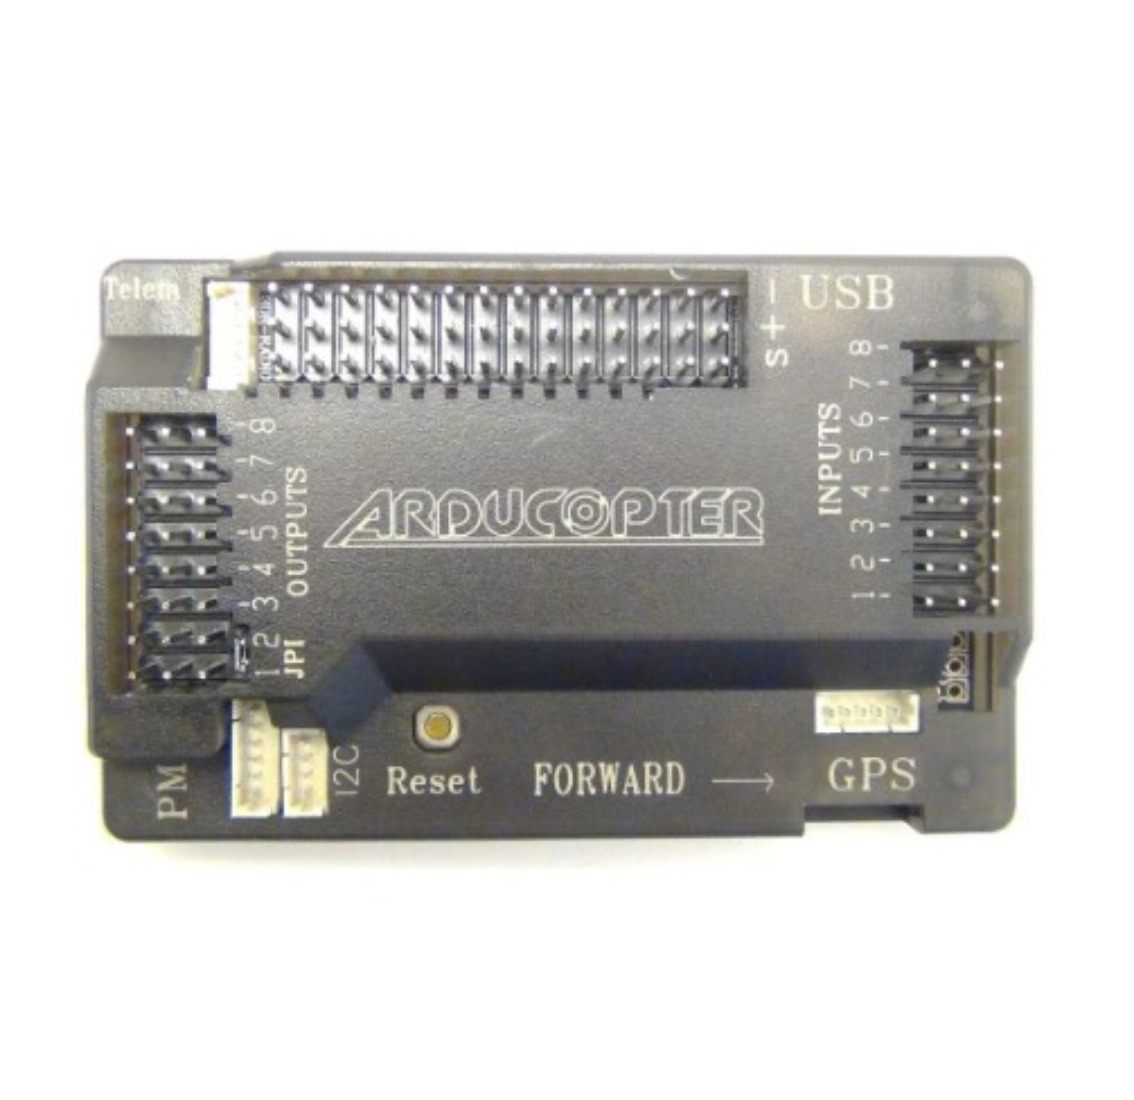 Telem
USB
- + S
8 7 6 5 4 3 2 1
INPUTS
8 7 6 5 4 3 2 1
OUTPUTS
JP1
ARDUCOPTER
PM
I2C
Reset
FORWARD →
GPS